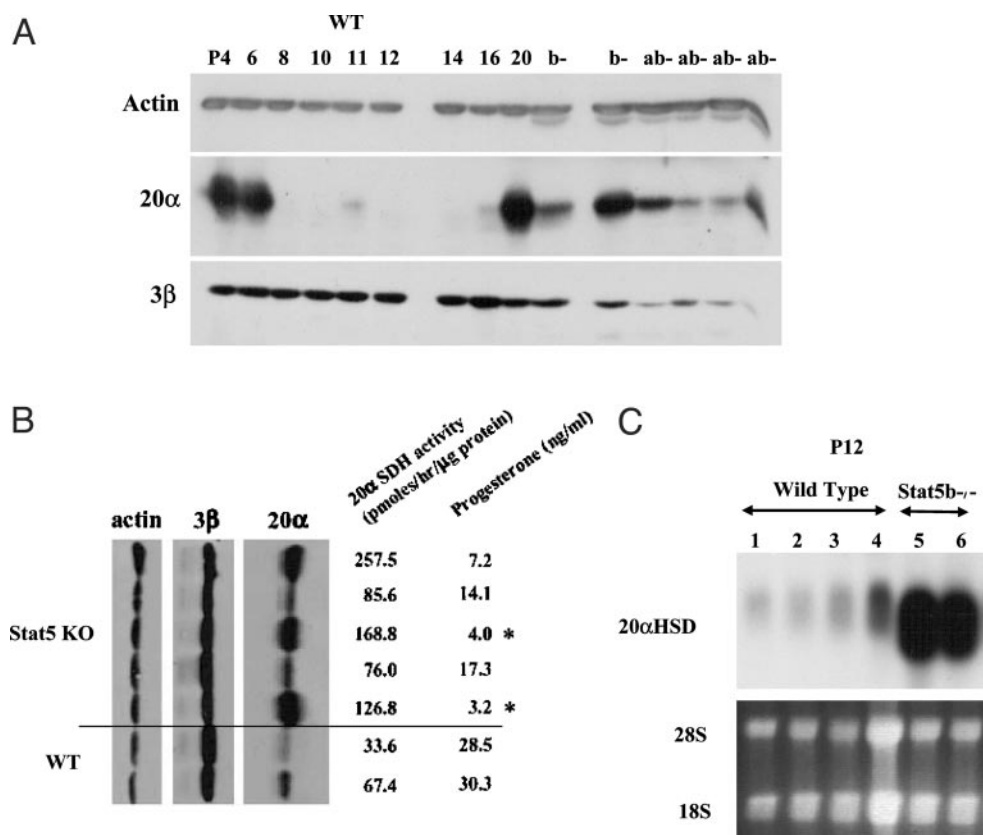 A
WT
P4 6 8 10 11 12 14 16 20 b- b- ab- ab- ab- ab-
Actin
20α
3β
B
20α SDH activity
(pmoles/hr/μg protein)
Progesterone (ng/ml)
actin 3β 20α
257.5 7.2
85.6 14.1
Stat5 KO 168.8 4.0 *
76.0 17.3
126.8 3.2 *
WT 33.6 28.5
67.4 30.3
C
P12
Wild Type Stat5b-/-
1 2 3 4 5 6
20αHSD
28S
18S